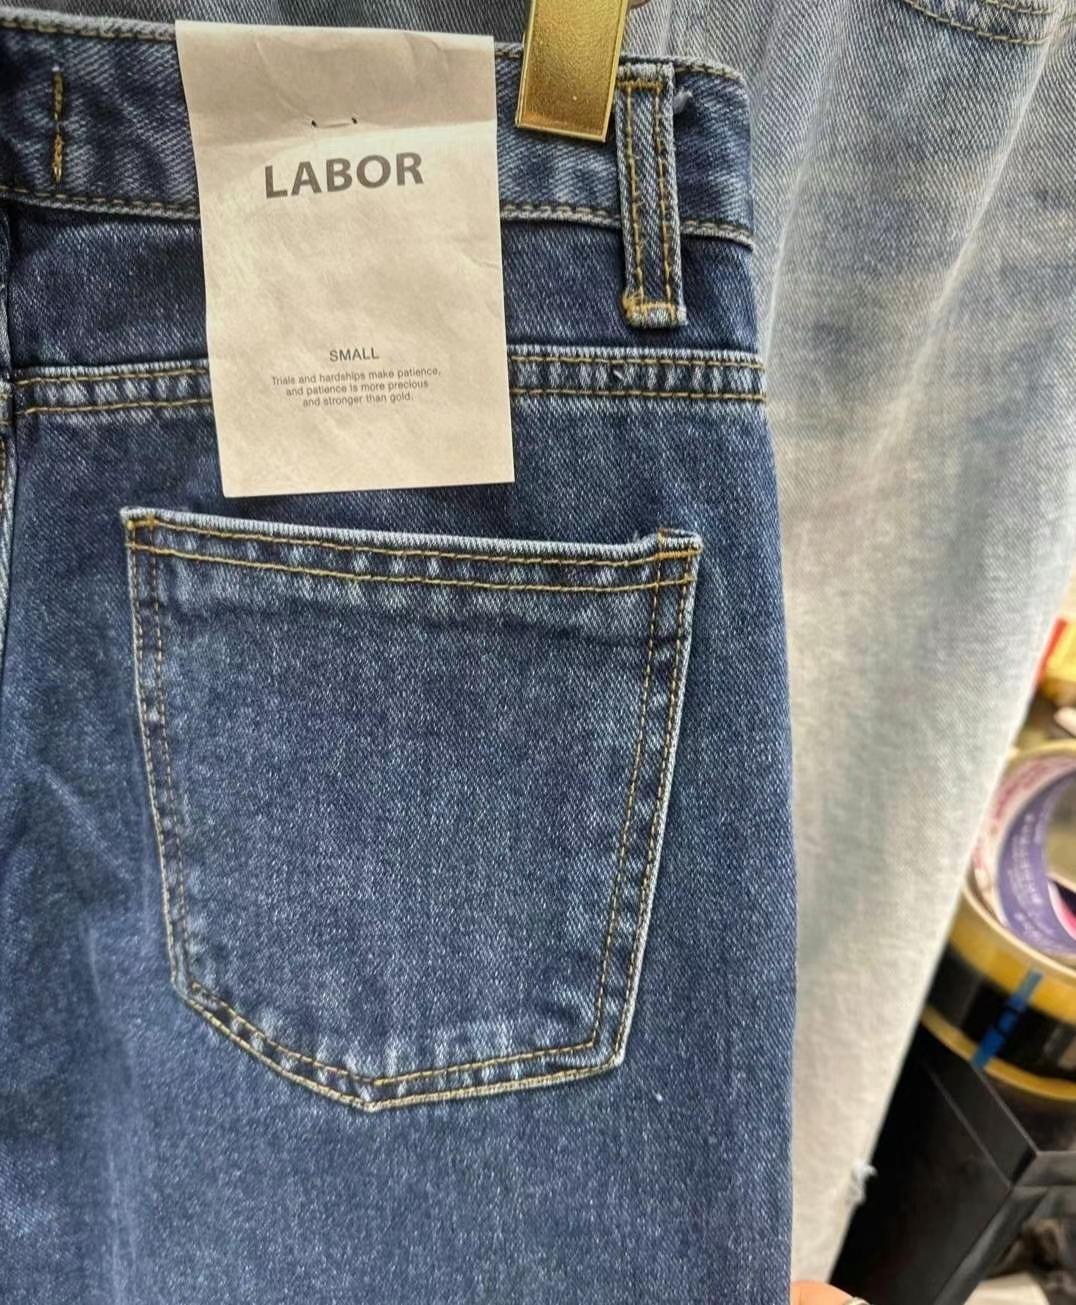 LABOR
SMALL
Trials and hardships make patience,
and patience is more precious
and stronger than gold.